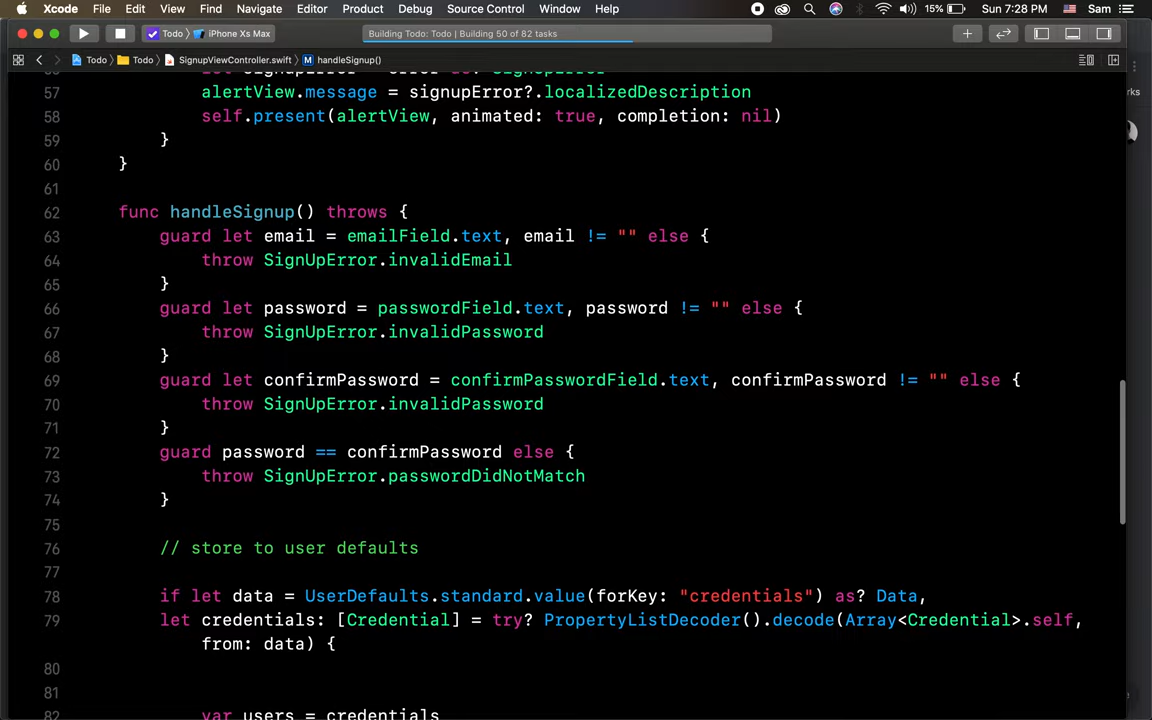 Xcode File Edit View Find Navigate Editor Product Debug Source Control Window Help 15% Sun 7:28 PM Sam
Todo iPhone Xs Max Building Todo: Todo | Building 50 of 82 tasks
Todo Todo SignupViewController.swift M handleSignup()
57 alertView.message = signupError?.localizedDescription
58 self.present(alertView, animated: true, completion: nil)
59 }
60 }
61
62 func handleSignup() throws {
63 guard let email = emailField.text, email != "" else {
64 throw SignUpError.invalidEmail
65 }
66 guard let password = passwordField.text, password != "" else {
67 throw SignUpError.invalidPassword
68 }
69 guard let confirmPassword = confirmPasswordField.text, confirmPassword != "" else {
70 throw SignUpError.invalidPassword
71 }
72 guard password == confirmPassword else {
73 throw SignUpError.passwordDidNotMatch
74 }
75
76 // store to user defaults
77
78 if let data = UserDefaults.standard.value(forKey: "credentials") as? Data,
79 let credentials: [Credential] = try? PropertyListDecoder().decode(Array<Credential>.self,
from: data) {
80
81
82 var users = credentials